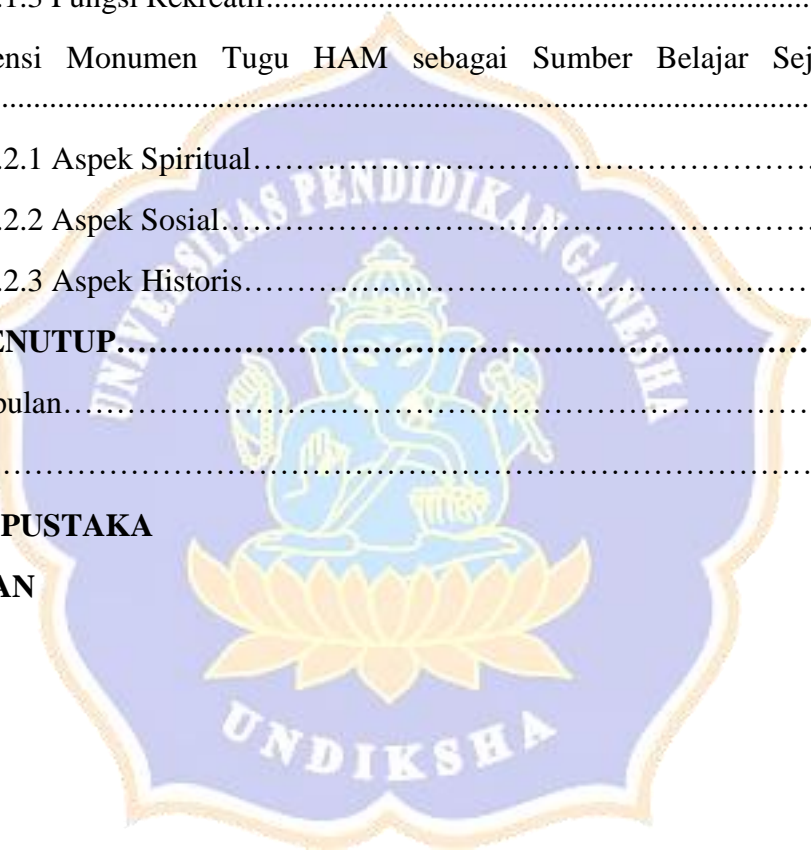 .1.3 Fungsi Rekreatif
ensi Monumen Tugu HAM sebagai Sumber Belajar Sej
.2.1 Aspek Spiritual
.2.2 Aspek Sosial
.2.3 Aspek Historis
ENUTUP
pulan
PUSTAKA
AN
UNIVERSITAS PENDIDIKAN GANESHA
UNDIKSHA